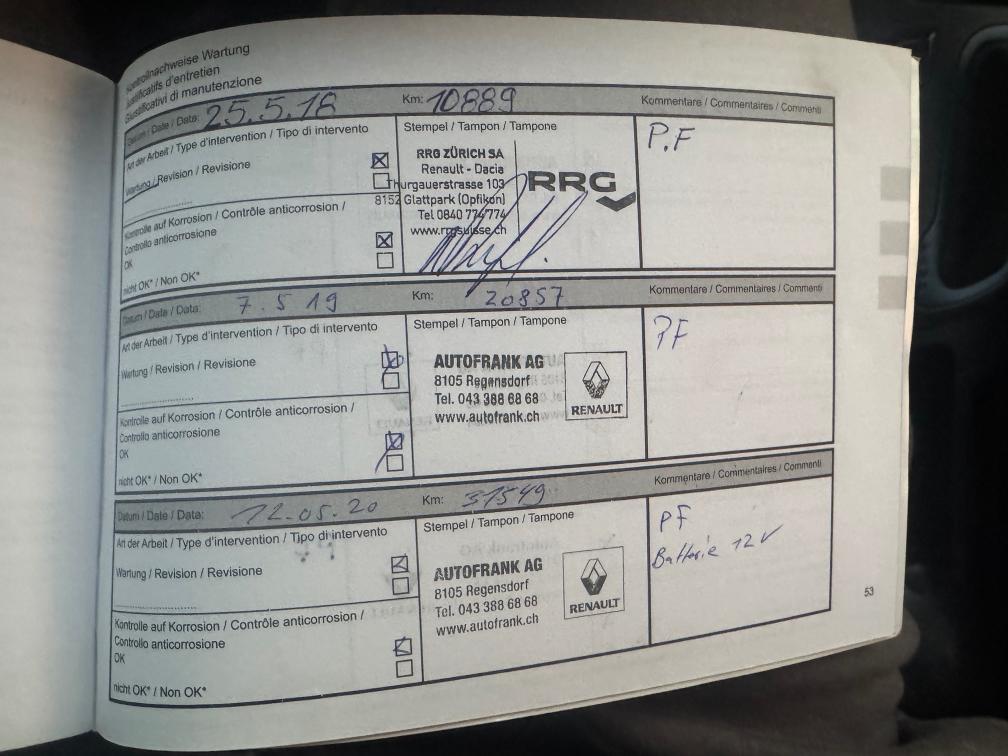 Kontrollnachweise Wartung
Justificatifs d'entretien
Giustificativi di manutenzione
Datum / Date / Data: 25.5.18 Km: 10889 Kommentare / Commentaires / Commenti
Art der Arbeit / Type d'intervention / Tipo di intervento
Wartung / Revision / Revisione
Kontrolle auf Korrosion / Contrôle anticorrosion /
Controllo anticorrosione
OK
nicht OK* / Non OK*
Stempel / Tampon / Tampone
RRG ZÜRICH SA
Renault - Dacia
Thurgauerstrasse 103
8152 Glattpark (Opfikon)
Tel 0840 774 774
www.rrgsuisse.ch
RRG
P.F
Datum / Date / Data: 7.5.19 Km: 20857 Kommentare / Commentaires / Commenti
Art der Arbeit / Type d'intervention / Tipo di intervento
Wartung / Revision / Revisione
Kontrolle auf Korrosion / Contrôle anticorrosion /
Controllo anticorrosione
OK
nicht OK* / Non OK*
Stempel / Tampon / Tampone
AUTOFRANK AG
8105 Regensdorf
Tel. 043 388 68 68
www.autofrank.ch
RENAULT
PF
Datum / Date / Data: 12.05.20 Km: 31549 Kommentare / Commentaires / Commenti
Art der Arbeit / Type d'intervention / Tipo di intervento
Wartung / Revision / Revisione
Kontrolle auf Korrosion / Contrôle anticorrosion /
Controllo anticorrosione
OK
nicht OK* / Non OK*
Stempel / Tampon / Tampone
AUTOFRANK AG
8105 Regensdorf
Tel. 043 388 68 68
www.autofrank.ch
RENAULT
PF
Batterie 12V
53